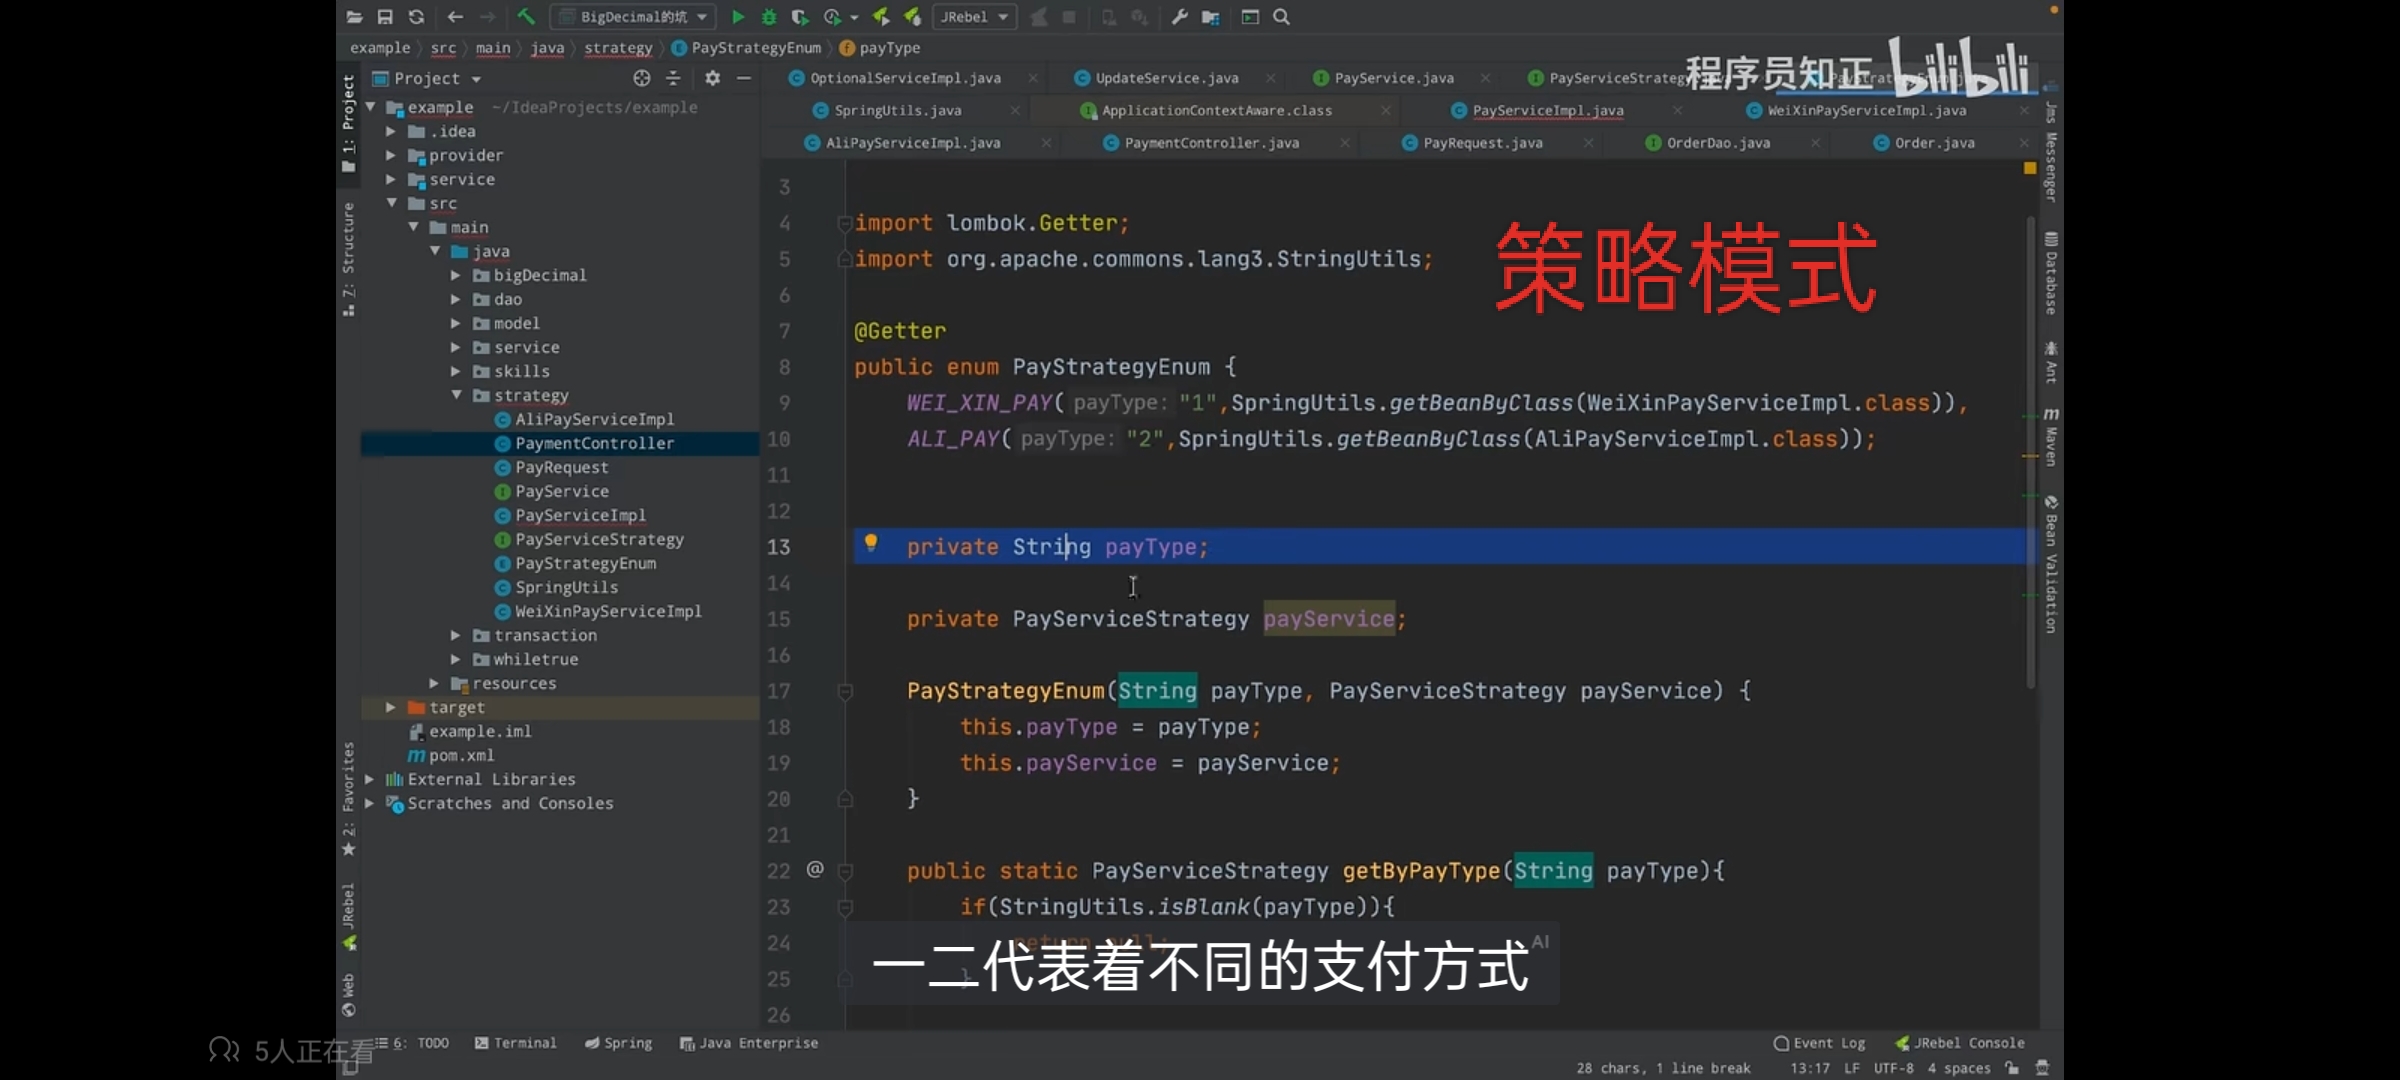 BigDecimal的坑
JRebel
example
src
main
java
strategy
PayStrategyEnum
payType
程序员知正
bilibili
1: Project
7: Structure
2: Favorites
JRebel
Web
Project
example ~/IdeaProjects/example
.idea
provider
service
src
main
java
bigDecimal
dao
model
service
skills
strategy
AliPayServiceImpl
PaymentController
PayRequest
PayService
PayServiceImpl
PayServiceStrategy
PayStrategyEnum
SpringUtils
WeiXinPayServiceImpl
transaction
whiletrue
resources
target
example.iml
pom.xml
External Libraries
Scratches and Consoles
OptionalServiceImpl.java
UpdateService.java
PayService.java
SpringUtils.java
ApplicationContextAware.class
PayServiceImpl.java
WeiXinPayServiceImpl.java
AliPayServiceImpl.java
PaymentController.java
PayRequest.java
OrderDao.java
Order.java
策略模式
3
4 import lombok.Getter;
5 import org.apache.commons.lang3.StringUtils;
6
7 @Getter
8 public enum PayStrategyEnum {
9 WEI_XIN_PAY( payType: "1",SpringUtils.getBeanByClass(WeiXinPayServiceImpl.class)),
10 ALI_PAY( payType: "2",SpringUtils.getBeanByClass(AliPayServiceImpl.class));
11
12
13 private String payType;
14
15 private PayServiceStrategy payService;
16
17 PayStrategyEnum(String payType, PayServiceStrategy payService) {
18 this.payType = payType;
19 this.payService = payService;
20 }
21
22 @ public static PayServiceStrategy getByPayType(String payType){
23 if(StringUtils.isBlank(payType)){
24 return null;
25 }
26
一二代表着不同的支付方式
AI
Jms Messenger
Database
Ant
Maven
Bean Validation
5人正在看
6: TODO
Terminal
Spring
Java Enterprise
Event Log
JRebel Console
28 chars, 1 line break
13:17 LF UTF-8 4 spaces